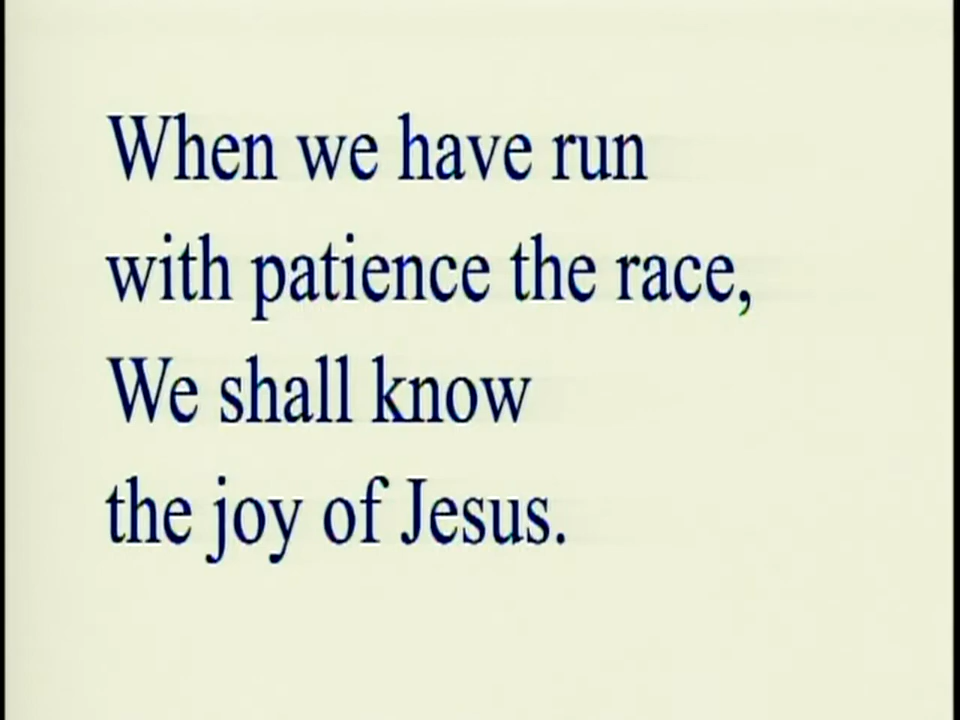 When we have run
with patience the race,
We shall know
the joy of Jesus.